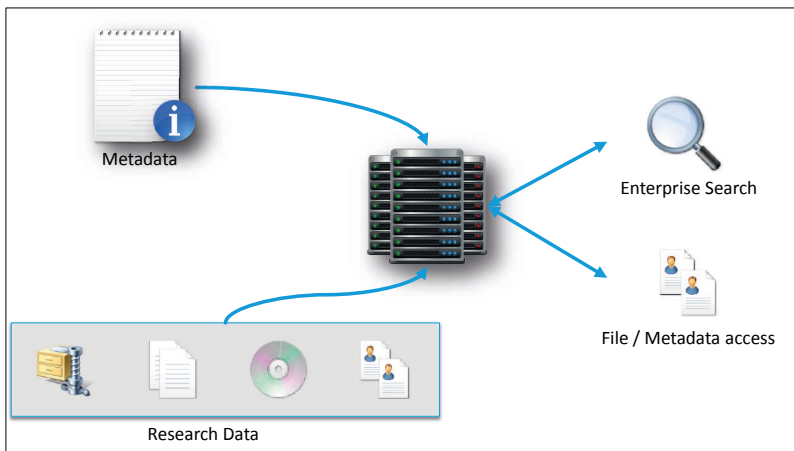 Metadata
Enterprise Search
File / Metadata access
Research Data